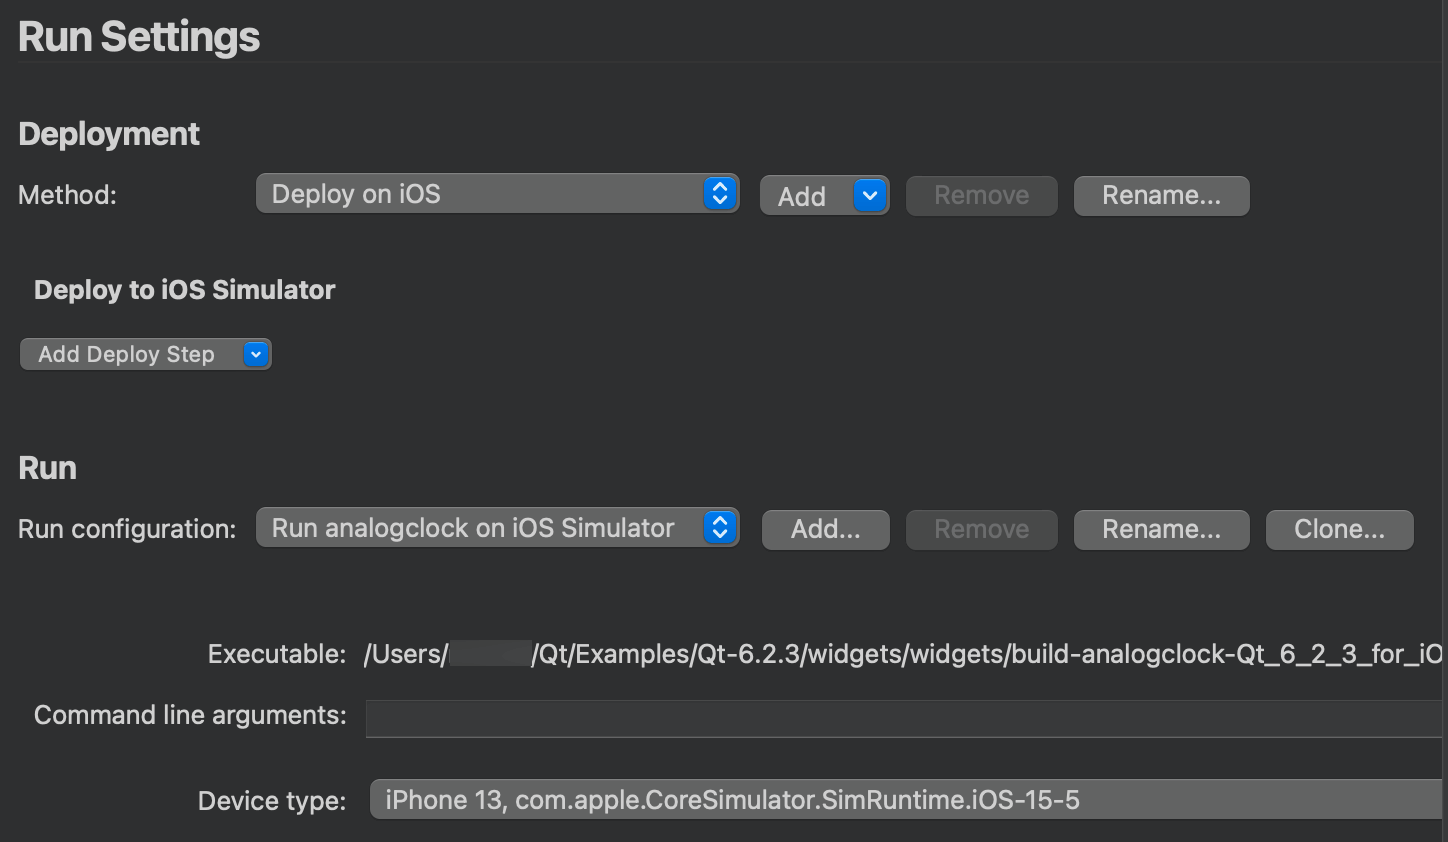 Run Settings
Deployment
Method: Deploy on iOS Add Remove Rename...
Deploy to iOS Simulator
Add Deploy Step
Run
Run configuration: Run analogclock on iOS Simulator Add... Remove Rename... Clone...
Executable: /Users/ /Qt/Examples/Qt-6.2.3/widgets/widgets/build-analogclock-Qt_6_2_3_for_iO
Command line arguments:
Device type: iPhone 13, com.apple.CoreSimulator.SimRuntime.iOS-15-5